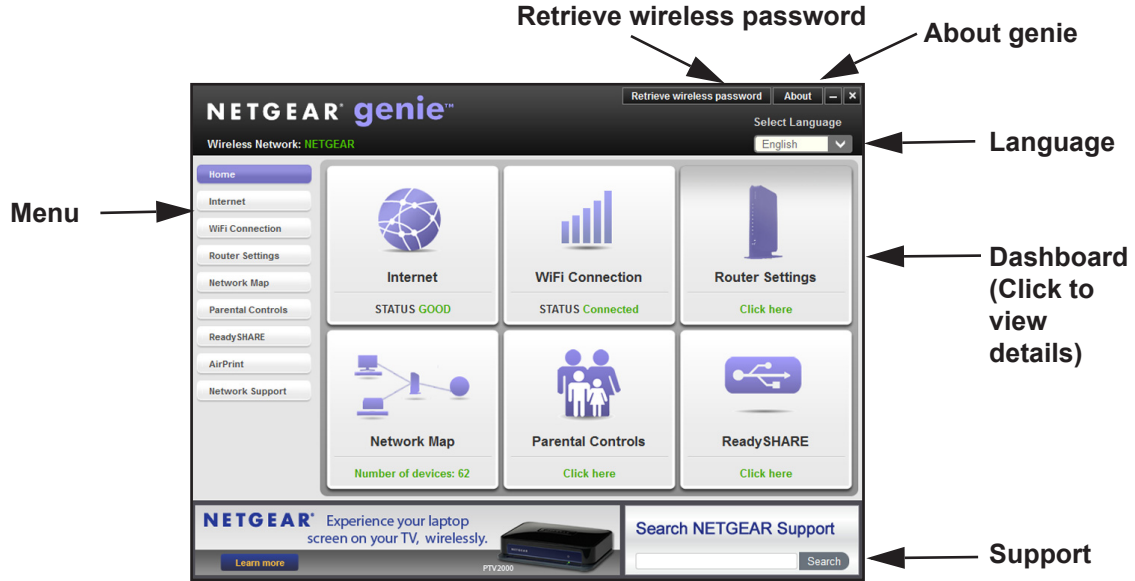 Retrieve wireless password
About genie
NETGEAR® genie™
Retrieve wireless password
About
Select Language
Wireless Network: NETGEAR
English
Language
Menu
Home
Internet
WiFi Connection
Router Settings
Network Map
Parental Controls
ReadySHARE
AirPrint
Network Support
Internet
STATUS GOOD
WiFi Connection
STATUS Connected
Router Settings
Click here
Dashboard
(Click to
view
details)
Network Map
Number of devices: 62
Parental Controls
Click here
ReadySHARE
Click here
NETGEAR®
Experience your laptop
screen on your TV, wirelessly.
Learn more
NETGEAR
PTV2000
Search NETGEAR Support
Search
Support